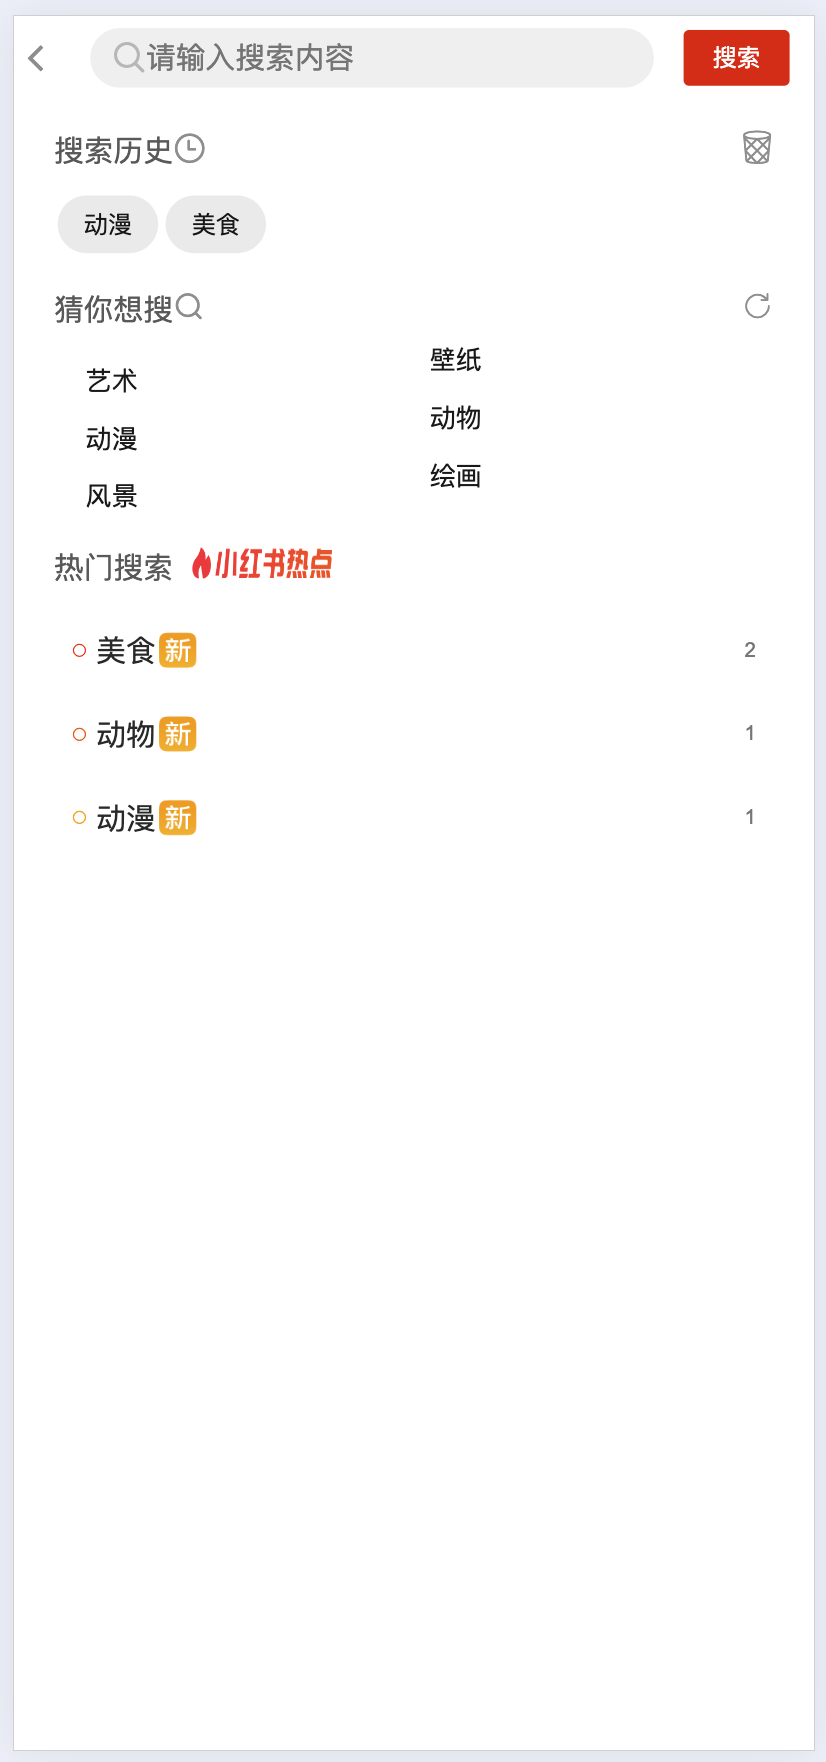 请输入搜索内容 搜索
搜索历史
动漫 美食
猜你想搜
艺术 壁纸
动漫 动物
风景 绘画
热门搜索 小红书热点
美食 新 2
动物 新 1
动漫 新 1